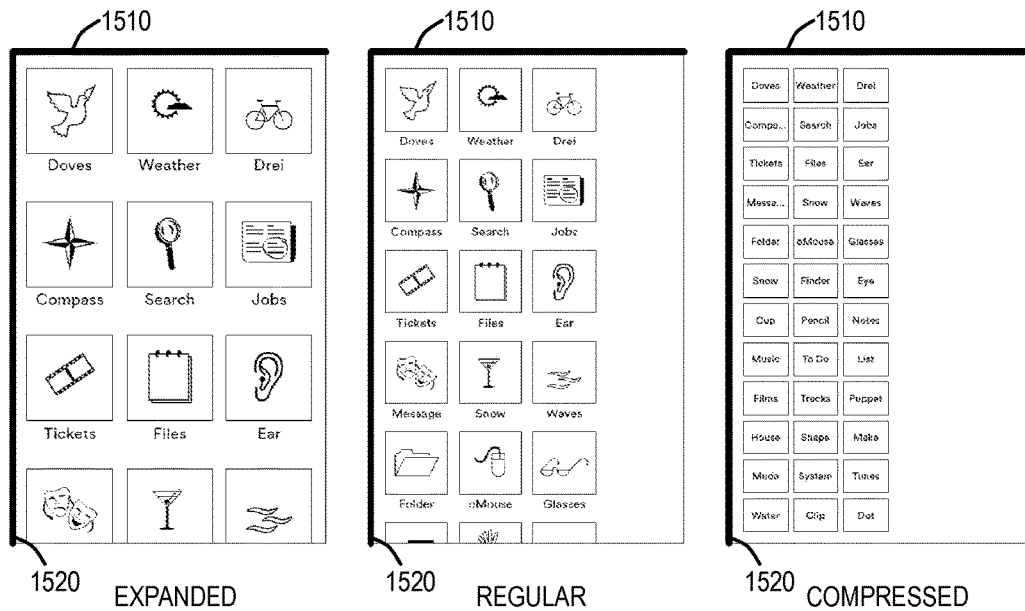 1510 1510 1510
Doves Weather Drei
Compass Search Jobs
Tickets Files Ear
Doves Weather Drei
Compass Search Jobs
Tickets Files Ear
Message Snow Waves
Folder eMouse Glasses
Doves Weather Drei
Compa... Search Jobs
Tickets Files Ear
Messa... Snow Waves
Folder eMouse Glasses
Snow Finder Eye
Cup Pencil Notes
Music To Do List
Films Tracks Puppet
House Shape Make
System Tunes
Water Clip Dot
1520 1520 1520
EXPANDED REGULAR COMPRESSED